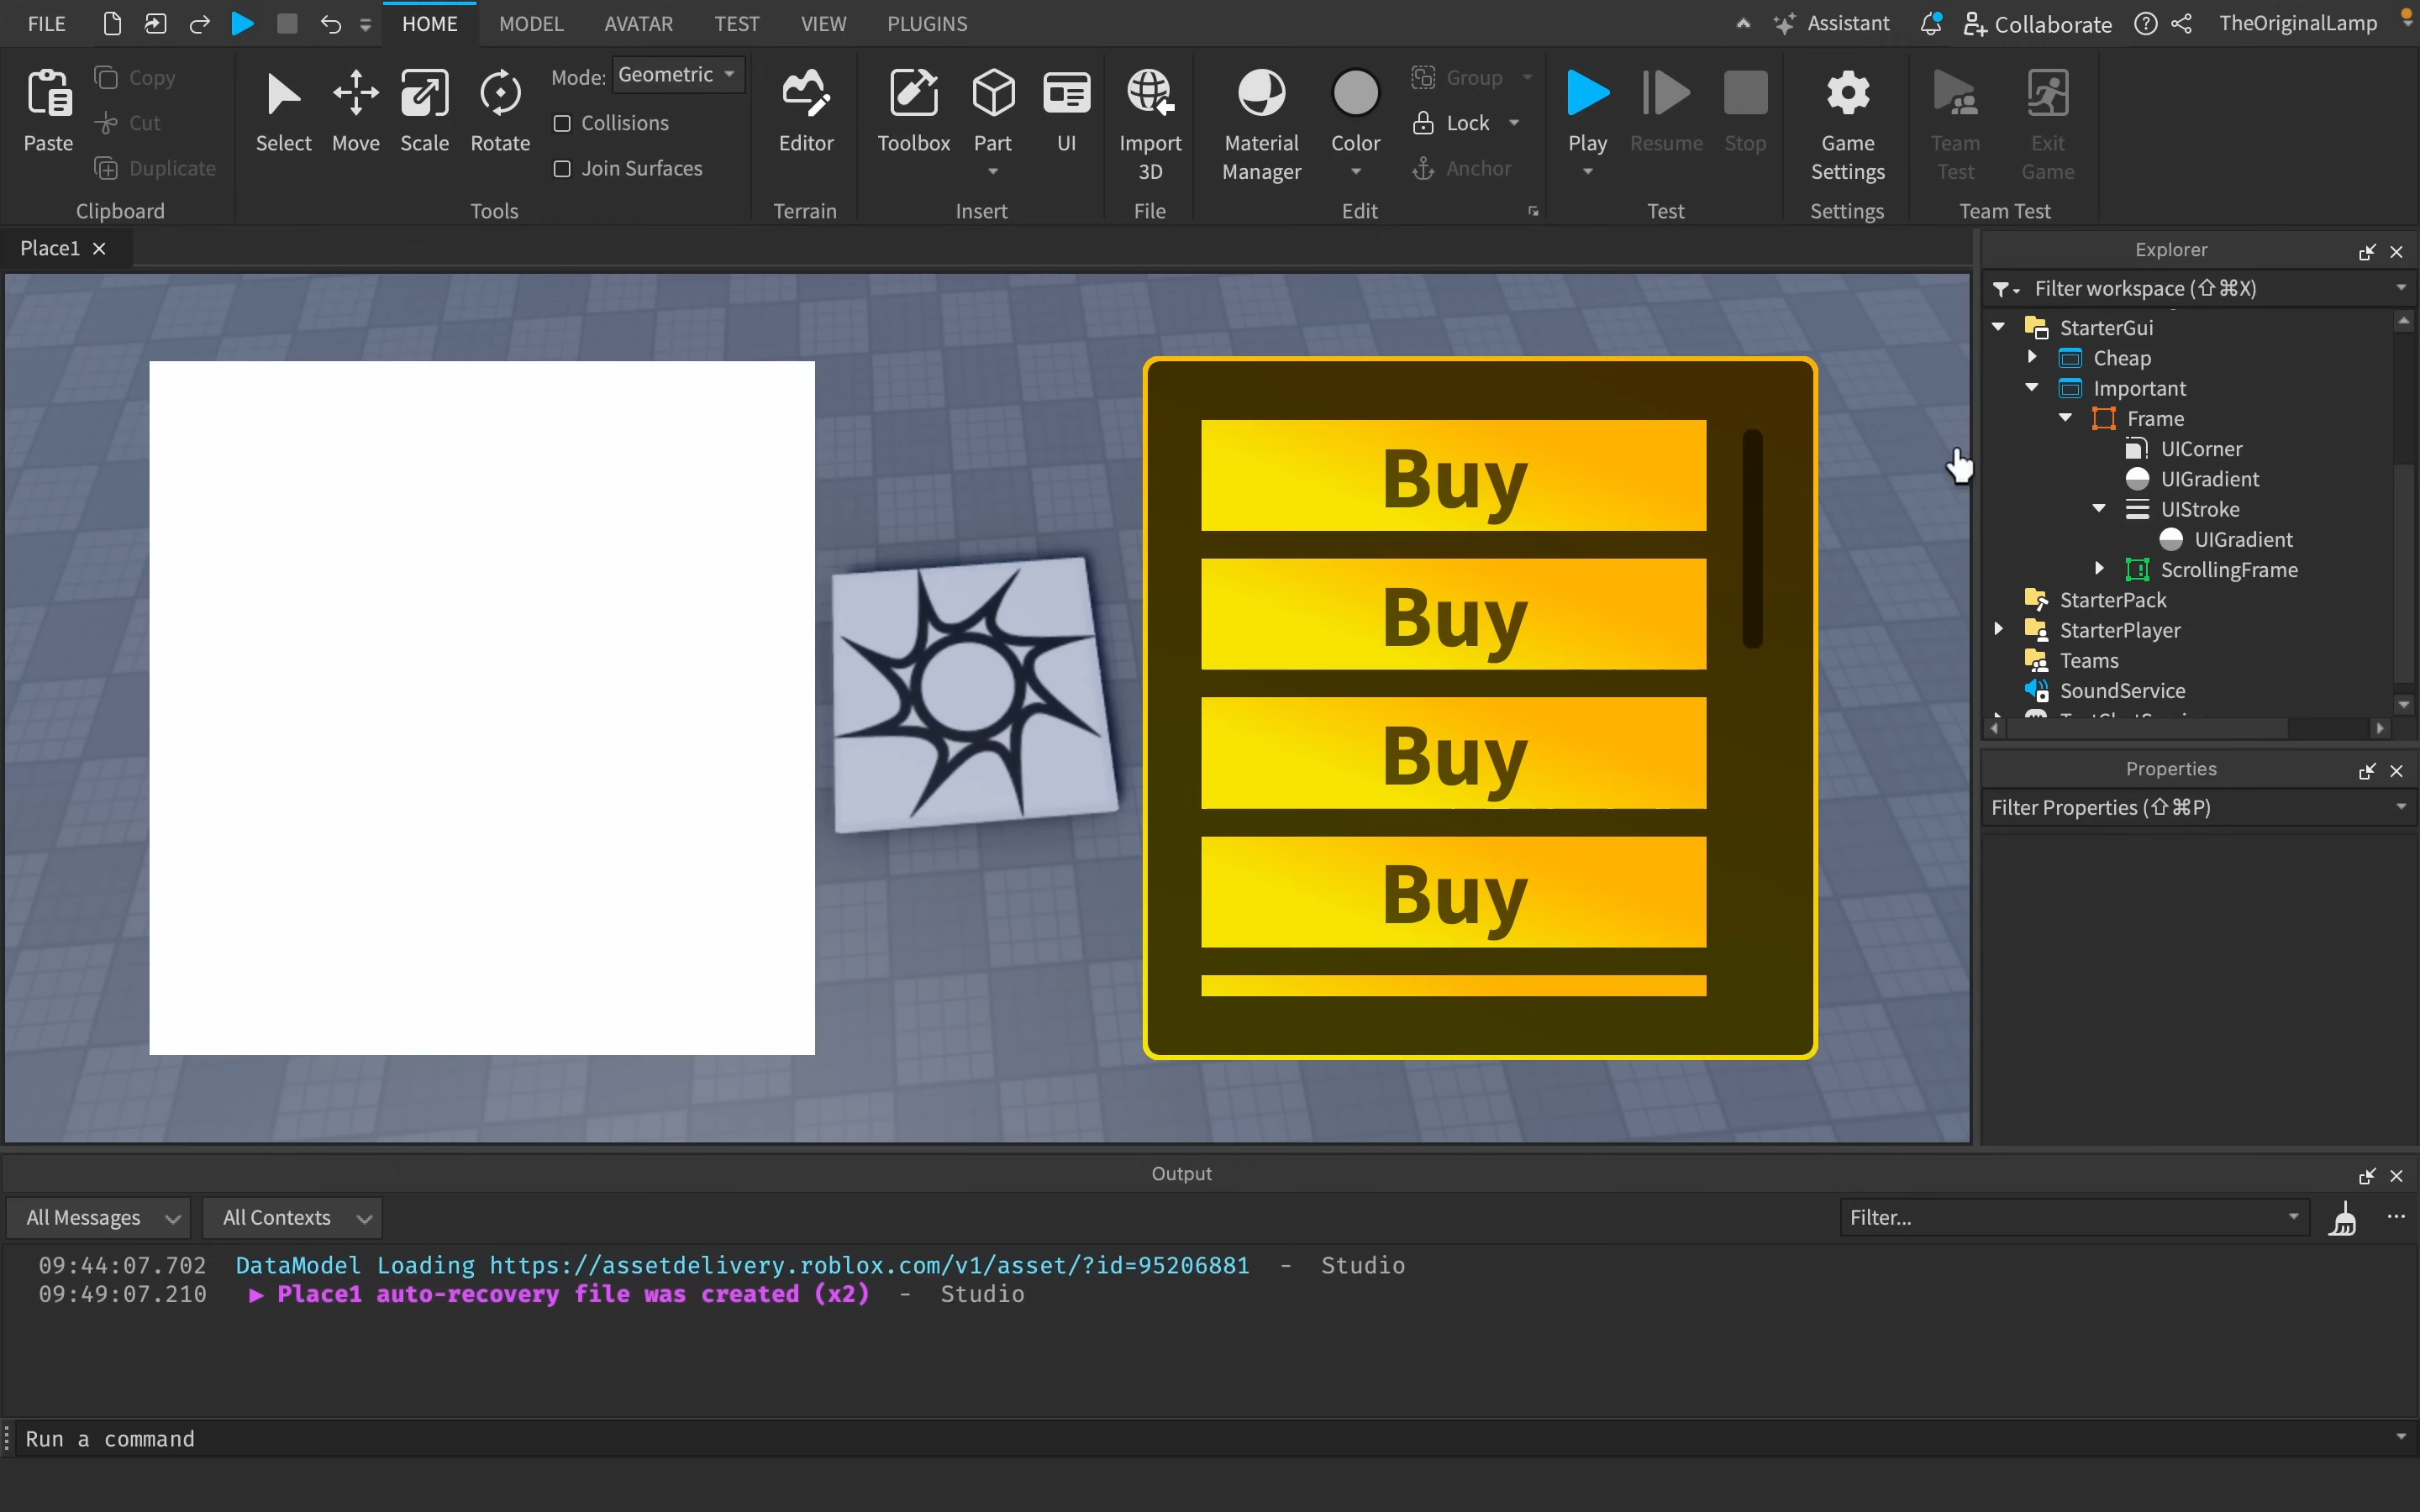 FILE HOME MODEL AVATAR TEST VIEW PLUGINS Assistant Collaborate TheOriginalLamp
Paste
Copy
Cut
Duplicate
Clipboard
Select Move Scale Rotate
Mode: Geometric
Collisions
Join Surfaces
Tools
Editor
Terrain
Toolbox Part UI
Insert
Import
3D
File
Material
Manager
Color
Group
Lock
Anchor
Edit
Play Resume Stop
Test
Game
Settings
Settings
Team
Test
Exit
Game
Team Test
Place1
Buy
Buy
Buy
Buy
Explorer
Filter workspace (⇧⌘X)
StarterGui
Cheap
Important
Frame
UICorner
UIGradient
UIStroke
UIGradient
ScrollingFrame
StarterPack
StarterPlayer
Teams
SoundService
Properties
Filter Properties (⇧⌘P)
Output
All Messages All Contexts Filter...
09:44:07.702 DataModel Loading https://assetdelivery.roblox.com/v1/asset/?id=95206881 - Studio
09:49:07.210 ▶ Place1 auto-recovery file was created (x2) - Studio
Run a command